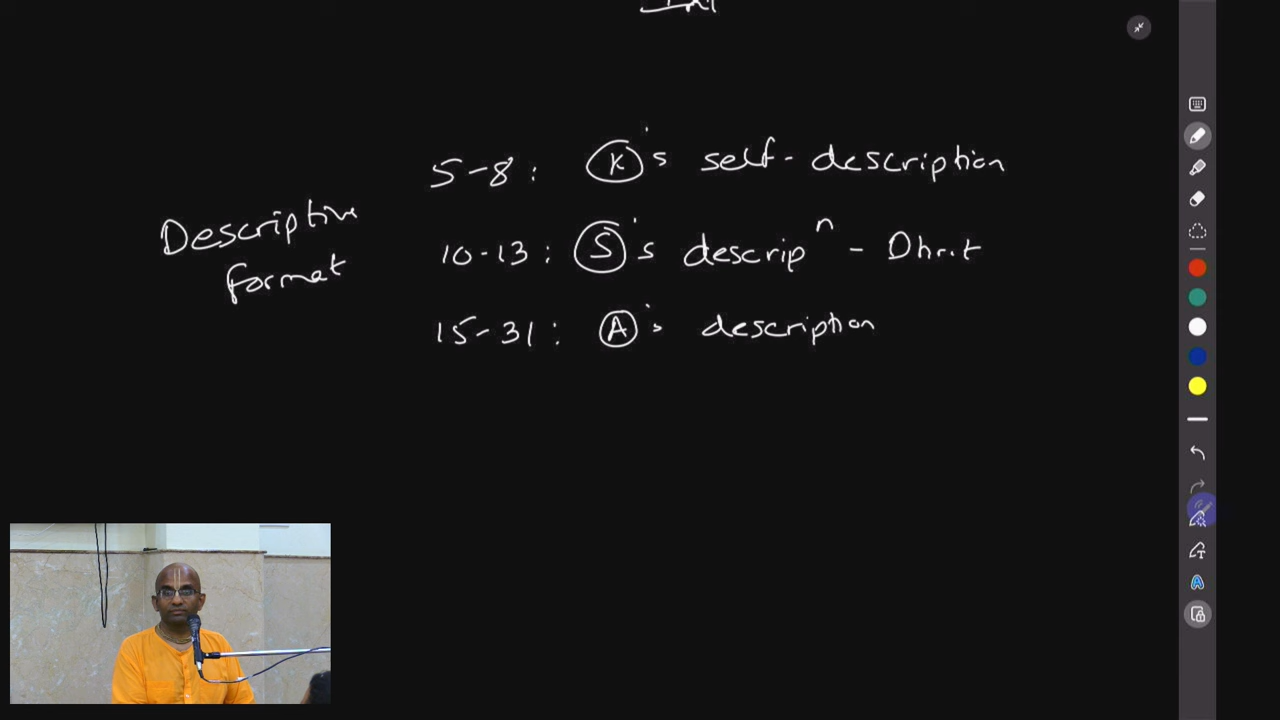 5-8: K's self-description
Descriptive
format
10-13: S's descripn - Dhrit
15-31: A's description